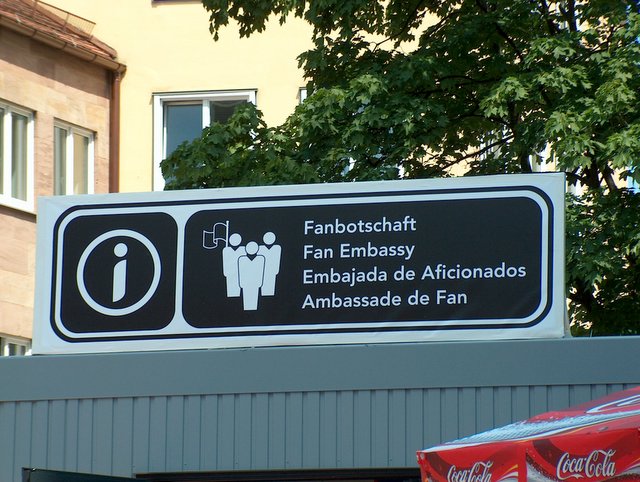 i
Fanbotschaft
Fan Embassy
Embajada de Aficionados
Ambassade de Fan
Coca-Cola
Coca-Cola